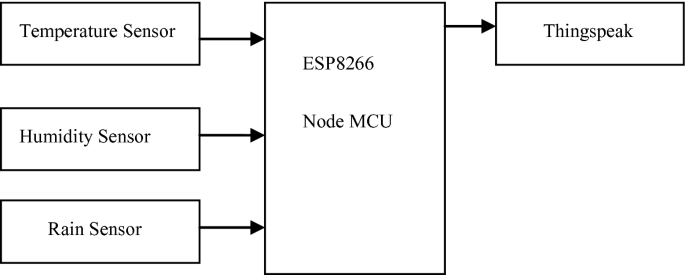 Temperature Sensor
Humidity Sensor
Rain Sensor
ESP8266
Node MCU
Thingspeak